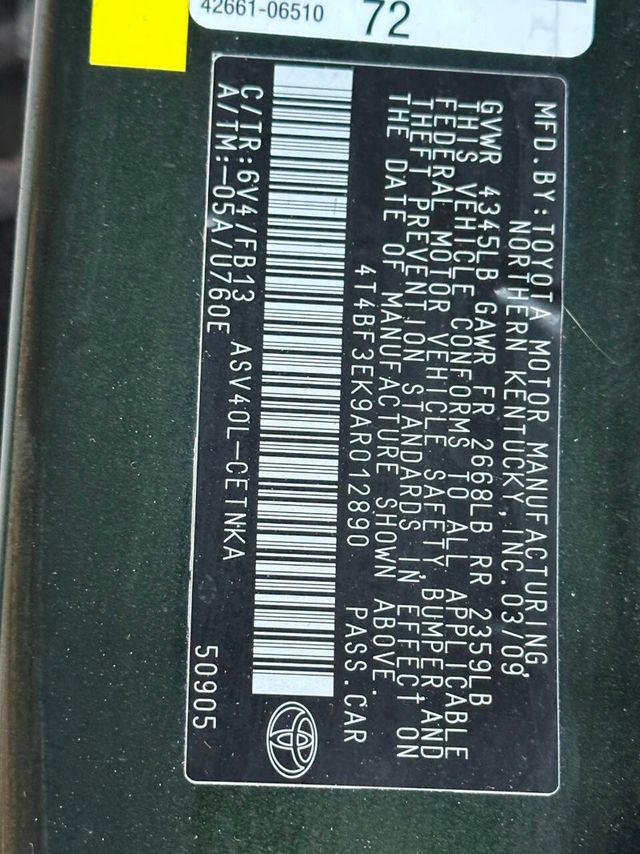 42661-06510 72
MFD.BY:TOYOTA MOTOR MANUFACTURING,
NORTHERN KENTUCKY, INC. 03/09
GVWR 4345LB GAWR FR 2668LB RR 2359LB
THIS VEHICLE CONFORMS TO ALL APPLICABLE
FEDERAL MOTOR VEHICLE SAFETY, BUMPER, AND
THEFT PREVENTION STANDARDS IN EFFECT ON
THE DATE OF MANUFACTURE SHOWN ABOVE.
4T4BF3EK9AR012890 PASS.CAR
C/TR:6V4/FB13 ASV40L-CETNKA
A/TM:-05A/U760E 50905